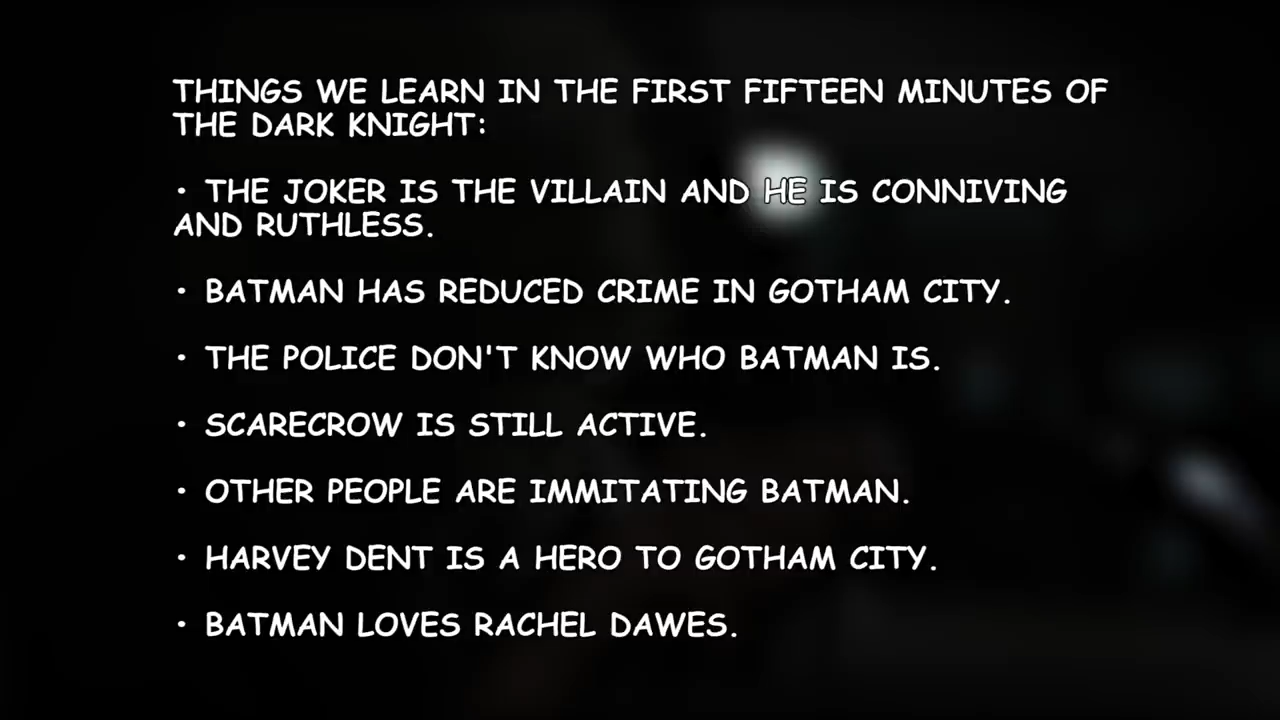 THINGS WE LEARN IN THE FIRST FIFTEEN MINUTES OF
THE DARK KNIGHT:
• THE JOKER IS THE VILLAIN AND HE IS CONNIVING
AND RUTHLESS.
• BATMAN HAS REDUCED CRIME IN GOTHAM CITY.
• THE POLICE DON'T KNOW WHO BATMAN IS.
• SCARECROW IS STILL ACTIVE.
• OTHER PEOPLE ARE IMMITATING BATMAN.
• HARVEY DENT IS A HERO TO GOTHAM CITY.
• BATMAN LOVES RACHEL DAWES.